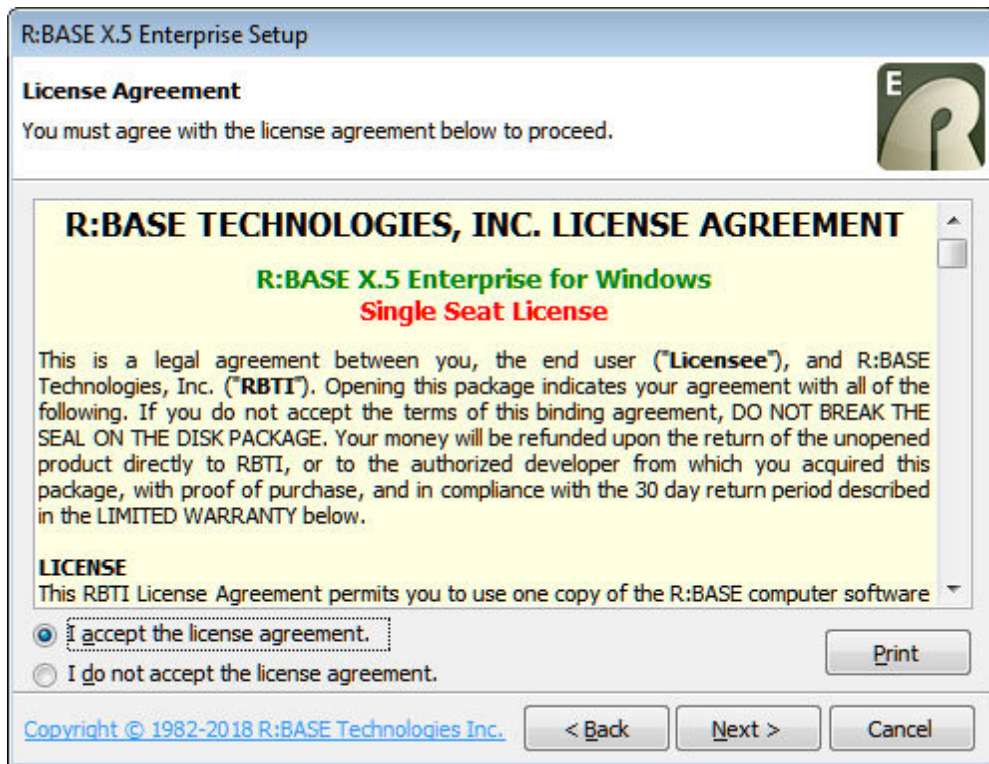 R:BASE X.5 Enterprise Setup
License Agreement
You must agree with the license agreement below to proceed.
E
R
R:BASE TECHNOLOGIES, INC. LICENSE AGREEMENT
R:BASE X.5 Enterprise for Windows
Single Seat License
This is a legal agreement between you, the end user ("Licensee"), and R:BASE
Technologies, Inc. ("RBTI"). Opening this package indicates your agreement with all of the
following. If you do not accept the terms of this binding agreement, DO NOT BREAK THE
SEAL ON THE DISK PACKAGE. Your money will be refunded upon the return of the unopened
product directly to RBTI, or to the authorized developer from which you acquired this
package, with proof of purchase, and in compliance with the 30 day return period described
in the LIMITED WARRANTY below.
LICENSE
This RBTI License Agreement permits you to use one copy of the R:BASE computer software
I accept the license agreement.
I do not accept the license agreement.
Print
Copyright © 1982-2018 R:BASE Technologies Inc.
< Back
Next >
Cancel